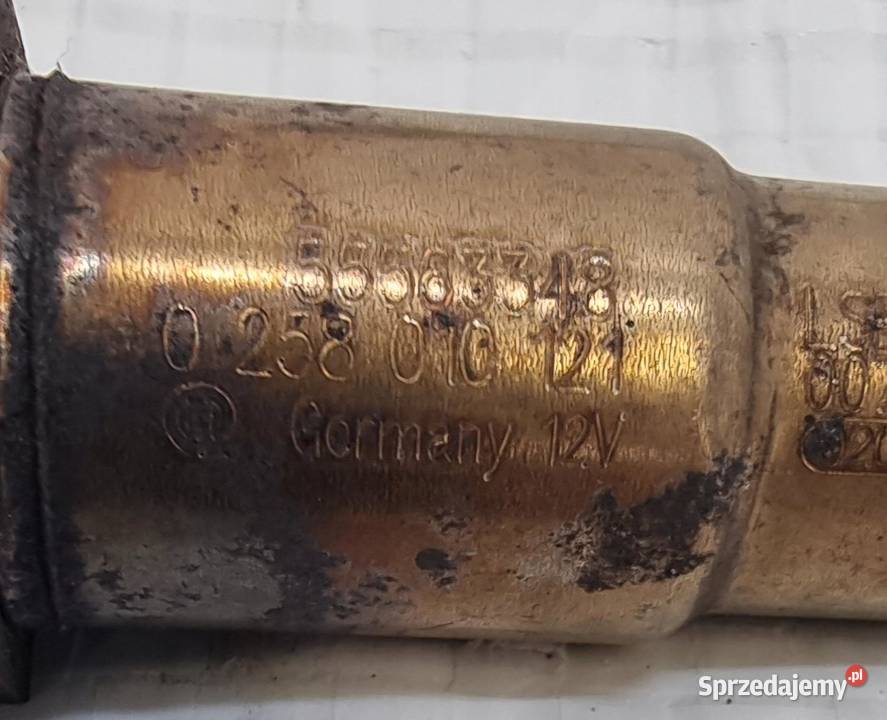 55563348
0 258 010 121
Germany 12V
Sprzedajemy.pl